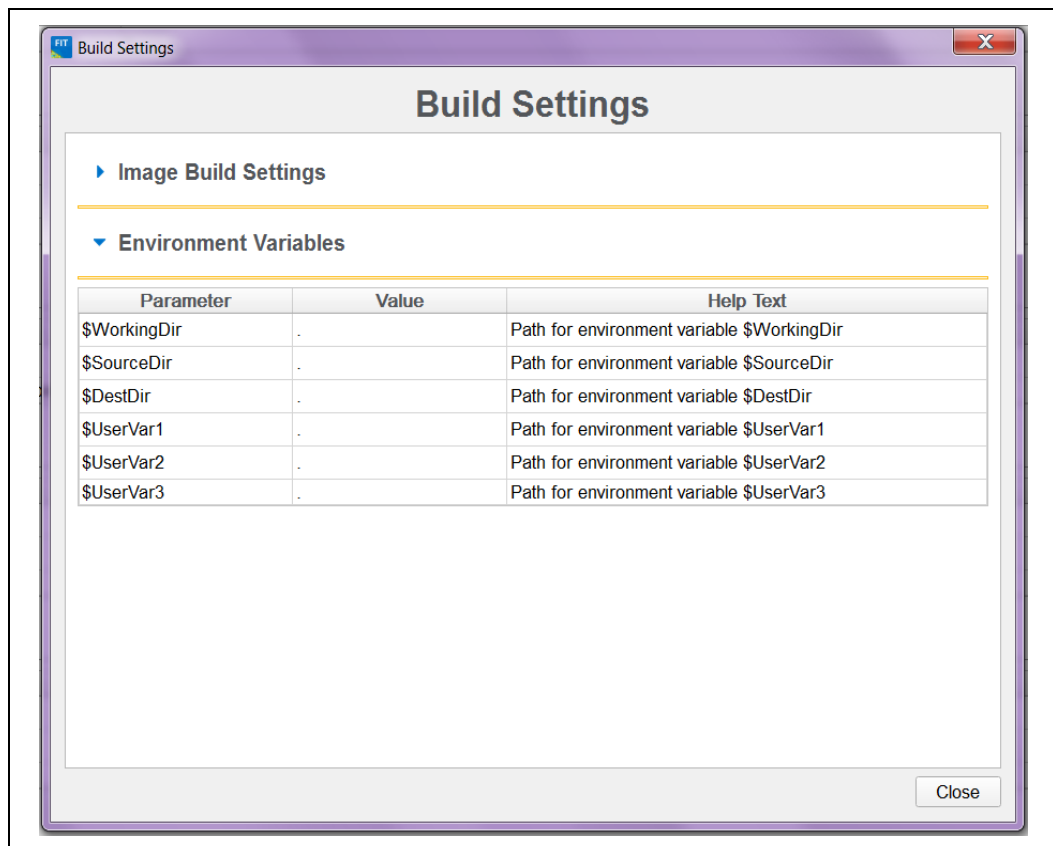 FIT Build Settings X
Build Settings
Image Build Settings
Environment Variables
Parameter Value Help Text
$WorkingDir . Path for environment variable $WorkingDir
$SourceDir . Path for environment variable $SourceDir
$DestDir . Path for environment variable $DestDir
$UserVar1 . Path for environment variable $UserVar1
$UserVar2 . Path for environment variable $UserVar2
$UserVar3 . Path for environment variable $UserVar3
Close